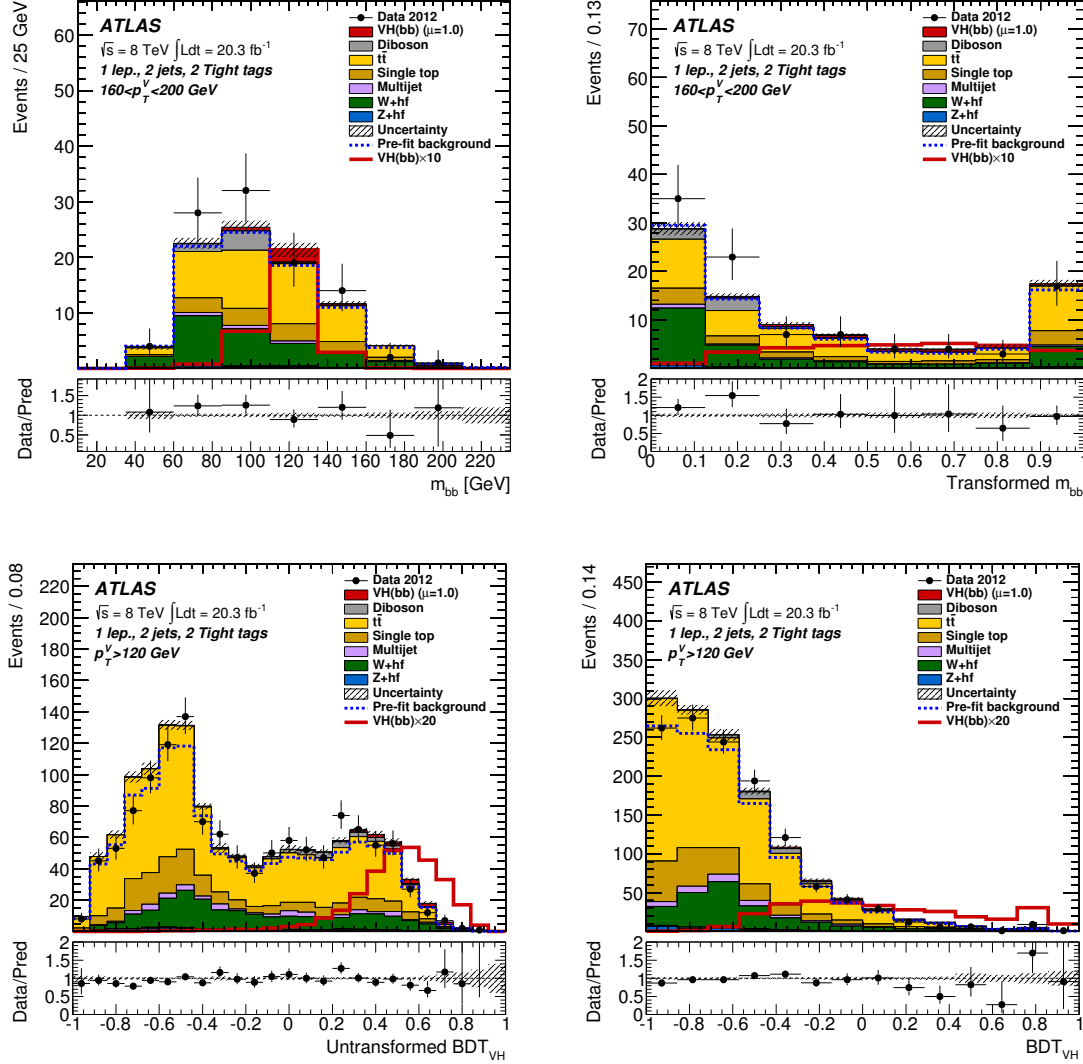 Events / 25 GeV
60
50
40
30
20
10
ATLAS
√s = 8 TeV ∫Ldt = 20.3 fb⁻¹
1 lep., 2 jets, 2 Tight tags
160<p_T^V<200 GeV
Data 2012
VH(bb) (μ=1.0)
Diboson
tt̄
Single top
Multijet
W+hf
Z+hf
Uncertainty
Pre-fit background
VH(bb)×10
Data/Pred
1.5
1
0.5
20 40 60 80 100 120 140 160 180 200 220
m_bb [GeV]
Events / 0.13
70
60
50
40
30
20
10
ATLAS
√s = 8 TeV ∫Ldt = 20.3 fb⁻¹
1 lep., 2 jets, 2 Tight tags
160<p_T^V<200 GeV
Data 2012
VH(bb) (μ=1.0)
Diboson
tt̄
Single top
Multijet
W+hf
Z+hf
Uncertainty
Pre-fit background
VH(bb)×10
Data/Pred
2
1.5
1
0.5
0
0 0.1 0.2 0.3 0.4 0.5 0.6 0.7 0.8 0.9 1
Transformed m_bb
Events / 0.08
220
200
180
160
140
120
100
80
60
40
20
0
ATLAS
√s = 8 TeV ∫Ldt = 20.3 fb⁻¹
1 lep., 2 jets, 2 Tight tags
p_T^V>120 GeV
Data 2012
VH(bb) (μ=1.0)
Diboson
tt̄
Single top
Multijet
W+hf
Z+hf
Uncertainty
Pre-fit background
VH(bb)×20
Data/Pred
2
1.5
1
0.5
0
-1 -0.8 -0.6 -0.4 -0.2 0 0.2 0.4 0.6 0.8 1
Untransformed BDT_VH
Events / 0.14
450
400
350
300
250
200
150
100
50
0
ATLAS
√s = 8 TeV ∫Ldt = 20.3 fb⁻¹
1 lep., 2 jets, 2 Tight tags
p_T^V>120 GeV
Data 2012
VH(bb) (μ=1.0)
Diboson
tt̄
Single top
Multijet
W+hf
Z+hf
Uncertainty
Pre-fit background
VH(bb)×20
Data/Pred
2
1.5
1
0.5
0
-1 -0.8 -0.6 -0.4 -0.2 0 0.2 0.4 0.6 0.8 1
BDT_VH